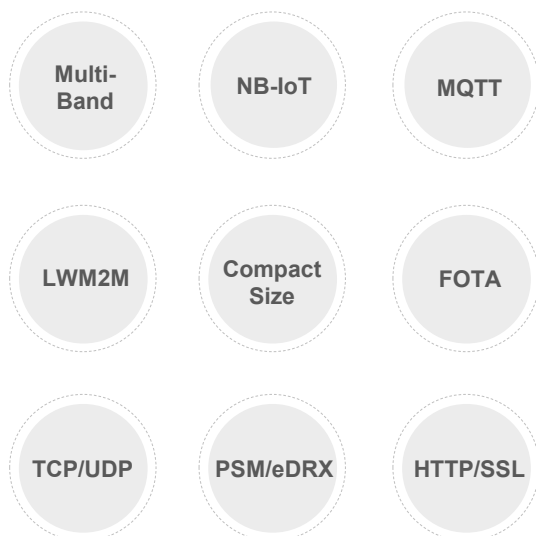 Multi-
Band
NB-IoT
MQTT
LWM2M
Compact
Size
FOTA
TCP/UDP
PSM/eDRX
HTTP/SSL